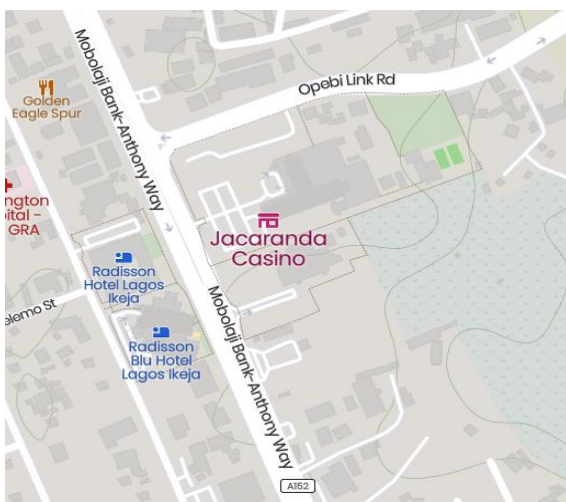 Mobolaji Bank-Anthony Way
Opebi Link Rd
Golden
Eagle Spur
ngton
ital -
GRA
Jacaranda
Casino
Radisson
Hotel Lagos
Ikeja
elemo St
Mobolaji Bank-Anthony Way
Radisson
Blu Hotel
Lagos Ikeja
A152